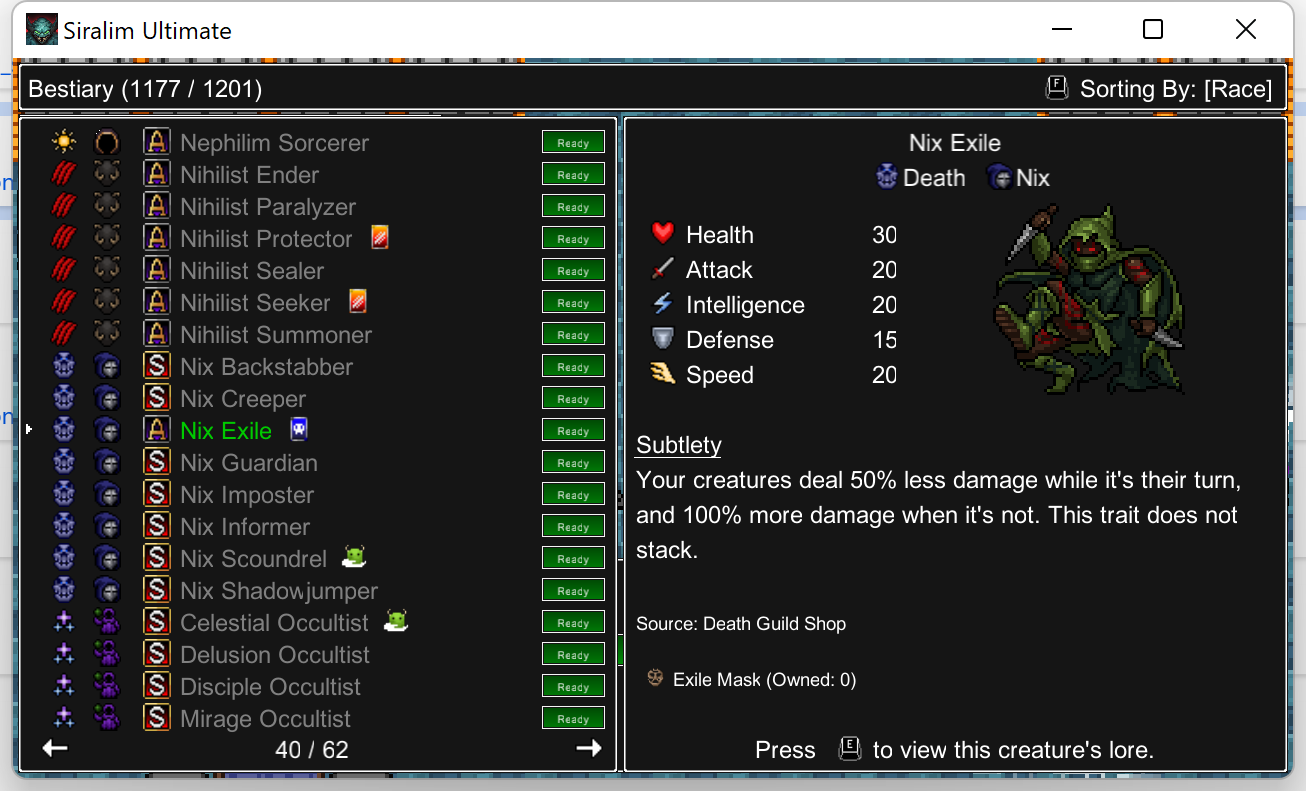 Siralim Ultimate
Bestiary (1177 / 1201)
F Sorting By: [Race]
A Nephilim Sorcerer Ready
A Nihilist Ender Ready
A Nihilist Paralyzer Ready
A Nihilist Protector Ready
A Nihilist Sealer Ready
A Nihilist Seeker Ready
A Nihilist Summoner Ready
S Nix Backstabber Ready
S Nix Creeper Ready
A Nix Exile Ready
S Nix Guardian Ready
S Nix Imposter Ready
S Nix Informer Ready
S Nix Scoundrel Ready
S Nix Shadowjumper Ready
S Celestial Occultist Ready
S Delusion Occultist Ready
S Disciple Occultist Ready
S Mirage Occultist Ready
40 / 62
Nix Exile
Death Nix
Health 30
Attack 20
Intelligence 20
Defense 15
Speed 20
Subtlety
Your creatures deal 50% less damage while it's their turn,
and 100% more damage when it's not. This trait does not
stack.
Source: Death Guild Shop
Exile Mask (Owned: 0)
Press E to view this creature's lore.